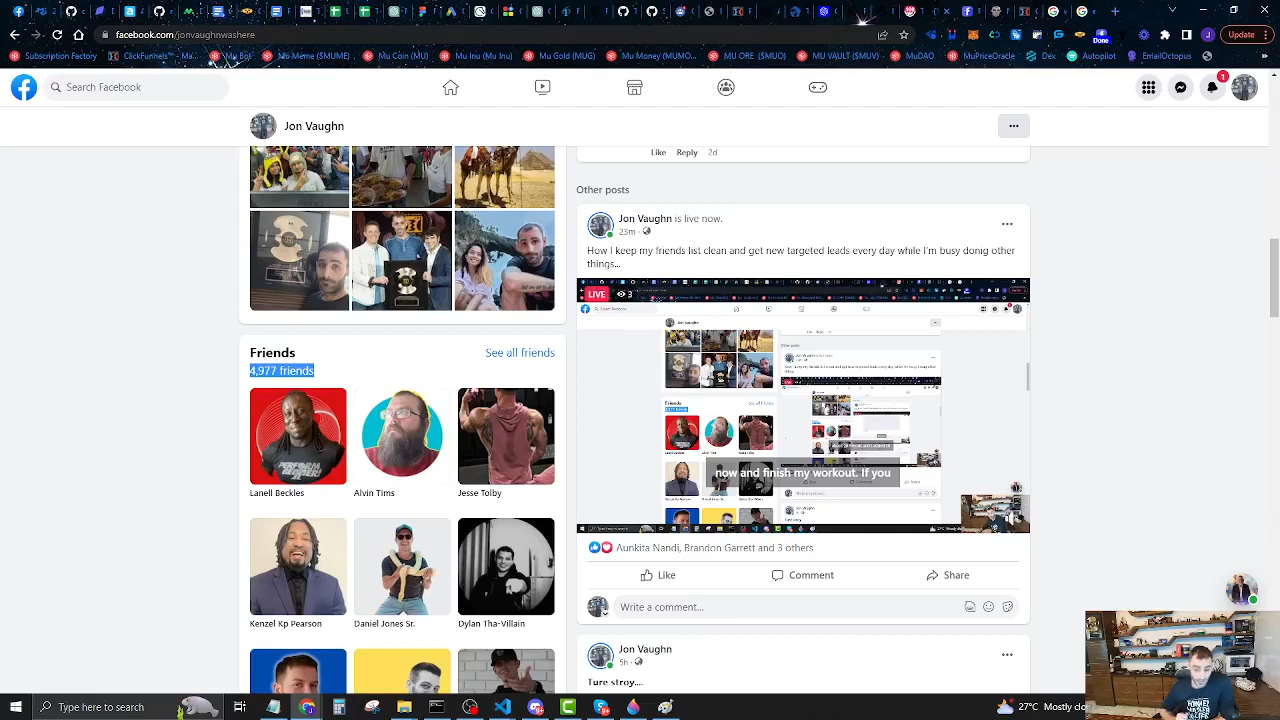 facebook.com/jonvaughnwashere
Update
Done
Subscription Factory
ClickFunnels™ - Ma...
Mu Bot
Mu Meme ($MUME)
Mu Coin (MU)
Mu Inu (Mu Inu)
Mu Gold (MUG)
Mu Money (MUMO...
MU ORE ($MUO)
MU VAULT ($MUV)
MuDAO
MuPriceOracle
Dex
Autopilot
EmailOctopus
Search Facebook
1
Jon Vaughn
Like Reply 2d
Other posts
Jon Vaughn is live now.
23m
How I keep my friends list clean and get new targeted leads every day while I'm busy donig other
things...
LIVE
3
now and finish my workout. If you
Aunkita Nandi, Brandon Garrett and 3 others
Like Comment Share
Write a comment...
Jon Vaughn
5h
Ture stroy....
Friends
See all friends
4,977 friends
Lanell Beckles
Alvin Tims
Jesse Tolby
Kenzel Kp Pearson
Daniel Jones Sr.
Dylan Tha-Villain
Type here to search
27°C Mostly do